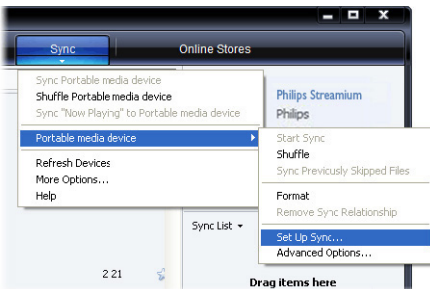 Sync
Online Stores
Sync Portable media device
Shuffle Portable media device
Sync "Now Playing" to Portable media device
Portable media device
Refresh Devices
More Options...
Help
Philips Streamium
Philips
Start Sync
Shuffle
Sync Previously Skipped Files
Format
Remove Sync Relationship
Set Up Sync...
Advanced Options...
Sync List
2 21
Drag items here